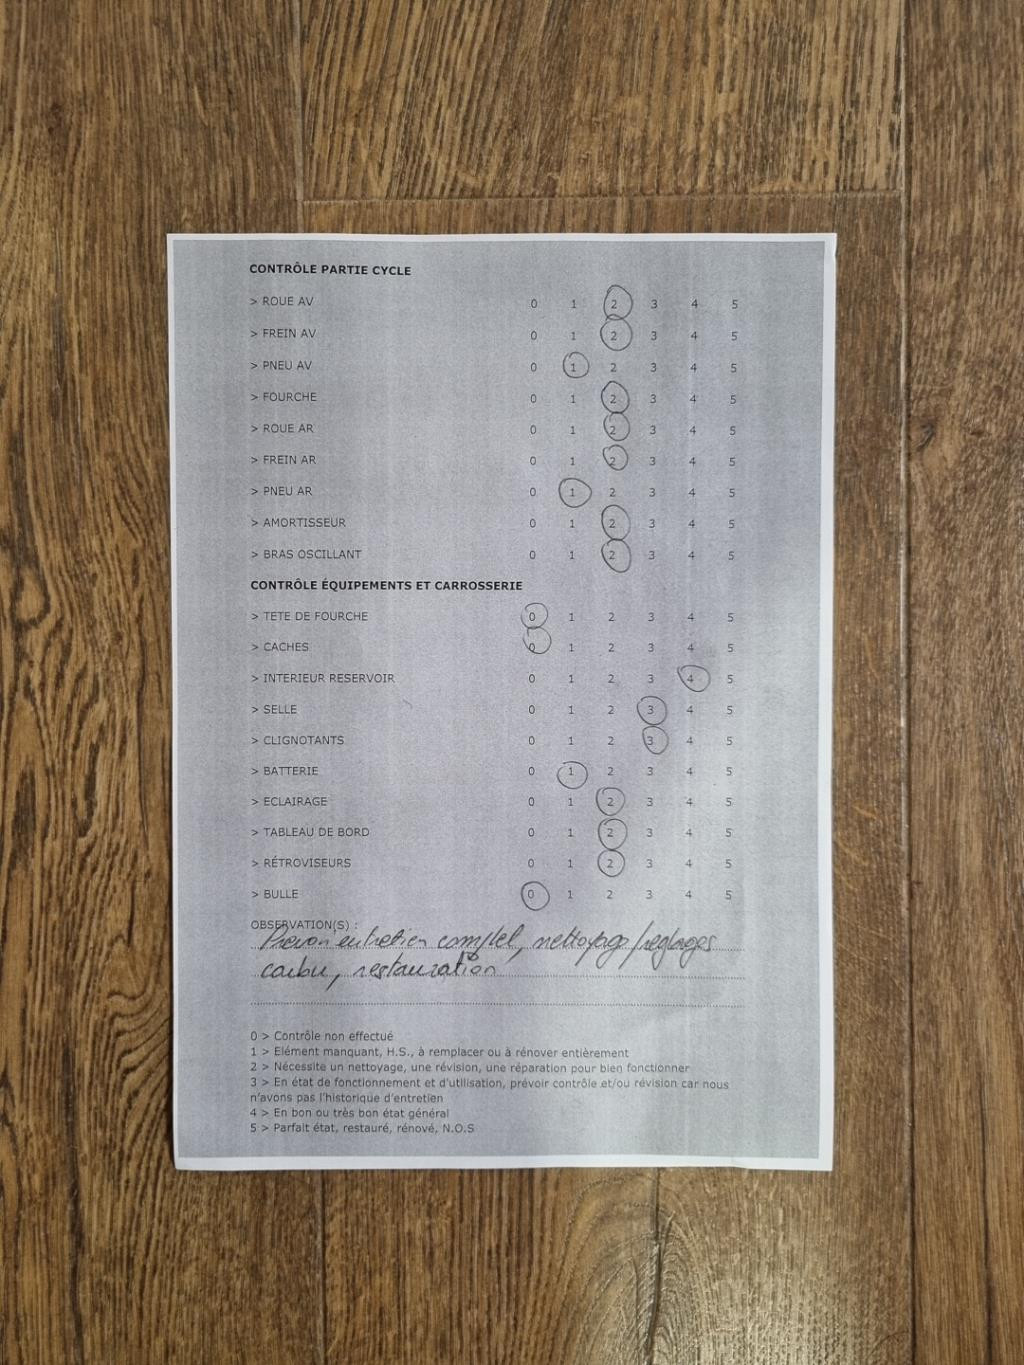 CONTRÔLE PARTIE CYCLE
> ROUE AV 0 1 2 3 4 5
> FREIN AV 0 1 2 3 4 5
> PNEU AV 0 1 2 3 4 5
> FOURCHE 0 1 2 3 4 5
> ROUE AR 0 1 2 3 4 5
> FREIN AR 0 1 2 3 4 5
> PNEU AR 0 1 2 3 4 5
> AMORTISSEUR 0 1 2 3 4 5
> BRAS OSCILLANT 0 1 2 3 4 5
CONTRÔLE ÉQUIPEMENTS ET CARROSSERIE
> TETE DE FOURCHE 0 1 2 3 4 5
> CACHES 0 1 2 3 4 5
> INTERIEUR RESERVOIR 0 1 2 3 4 5
> SELLE 0 1 2 3 4 5
> CLIGNOTANTS 0 1 2 3 4 5
> BATTERIE 0 1 2 3 4 5
> ECLAIRAGE 0 1 2 3 4 5
> TABLEAU DE BORD 0 1 2 3 4 5
> RÉTROVISEURS 0 1 2 3 4 5
> BULLE 0 1 2 3 4 5
OBSERVATION(S) :
entretien complet, nettoyage/reglages
carbu, restauration
0 > Contrôle non effectué
1 > Elément manquant, H.S., à remplacer ou à rénover entièrement
2 > Nécessite un nettoyage, une révision, une réparation pour bien fonctionner
3 > En état de fonctionnement et d'utilisation, prévoir contrôle et/ou révision car nous
n'avons pas l'historique d'entretien
4 > En bon ou très bon état général
5 > Parfait état, restauré, rénové, N.O.S